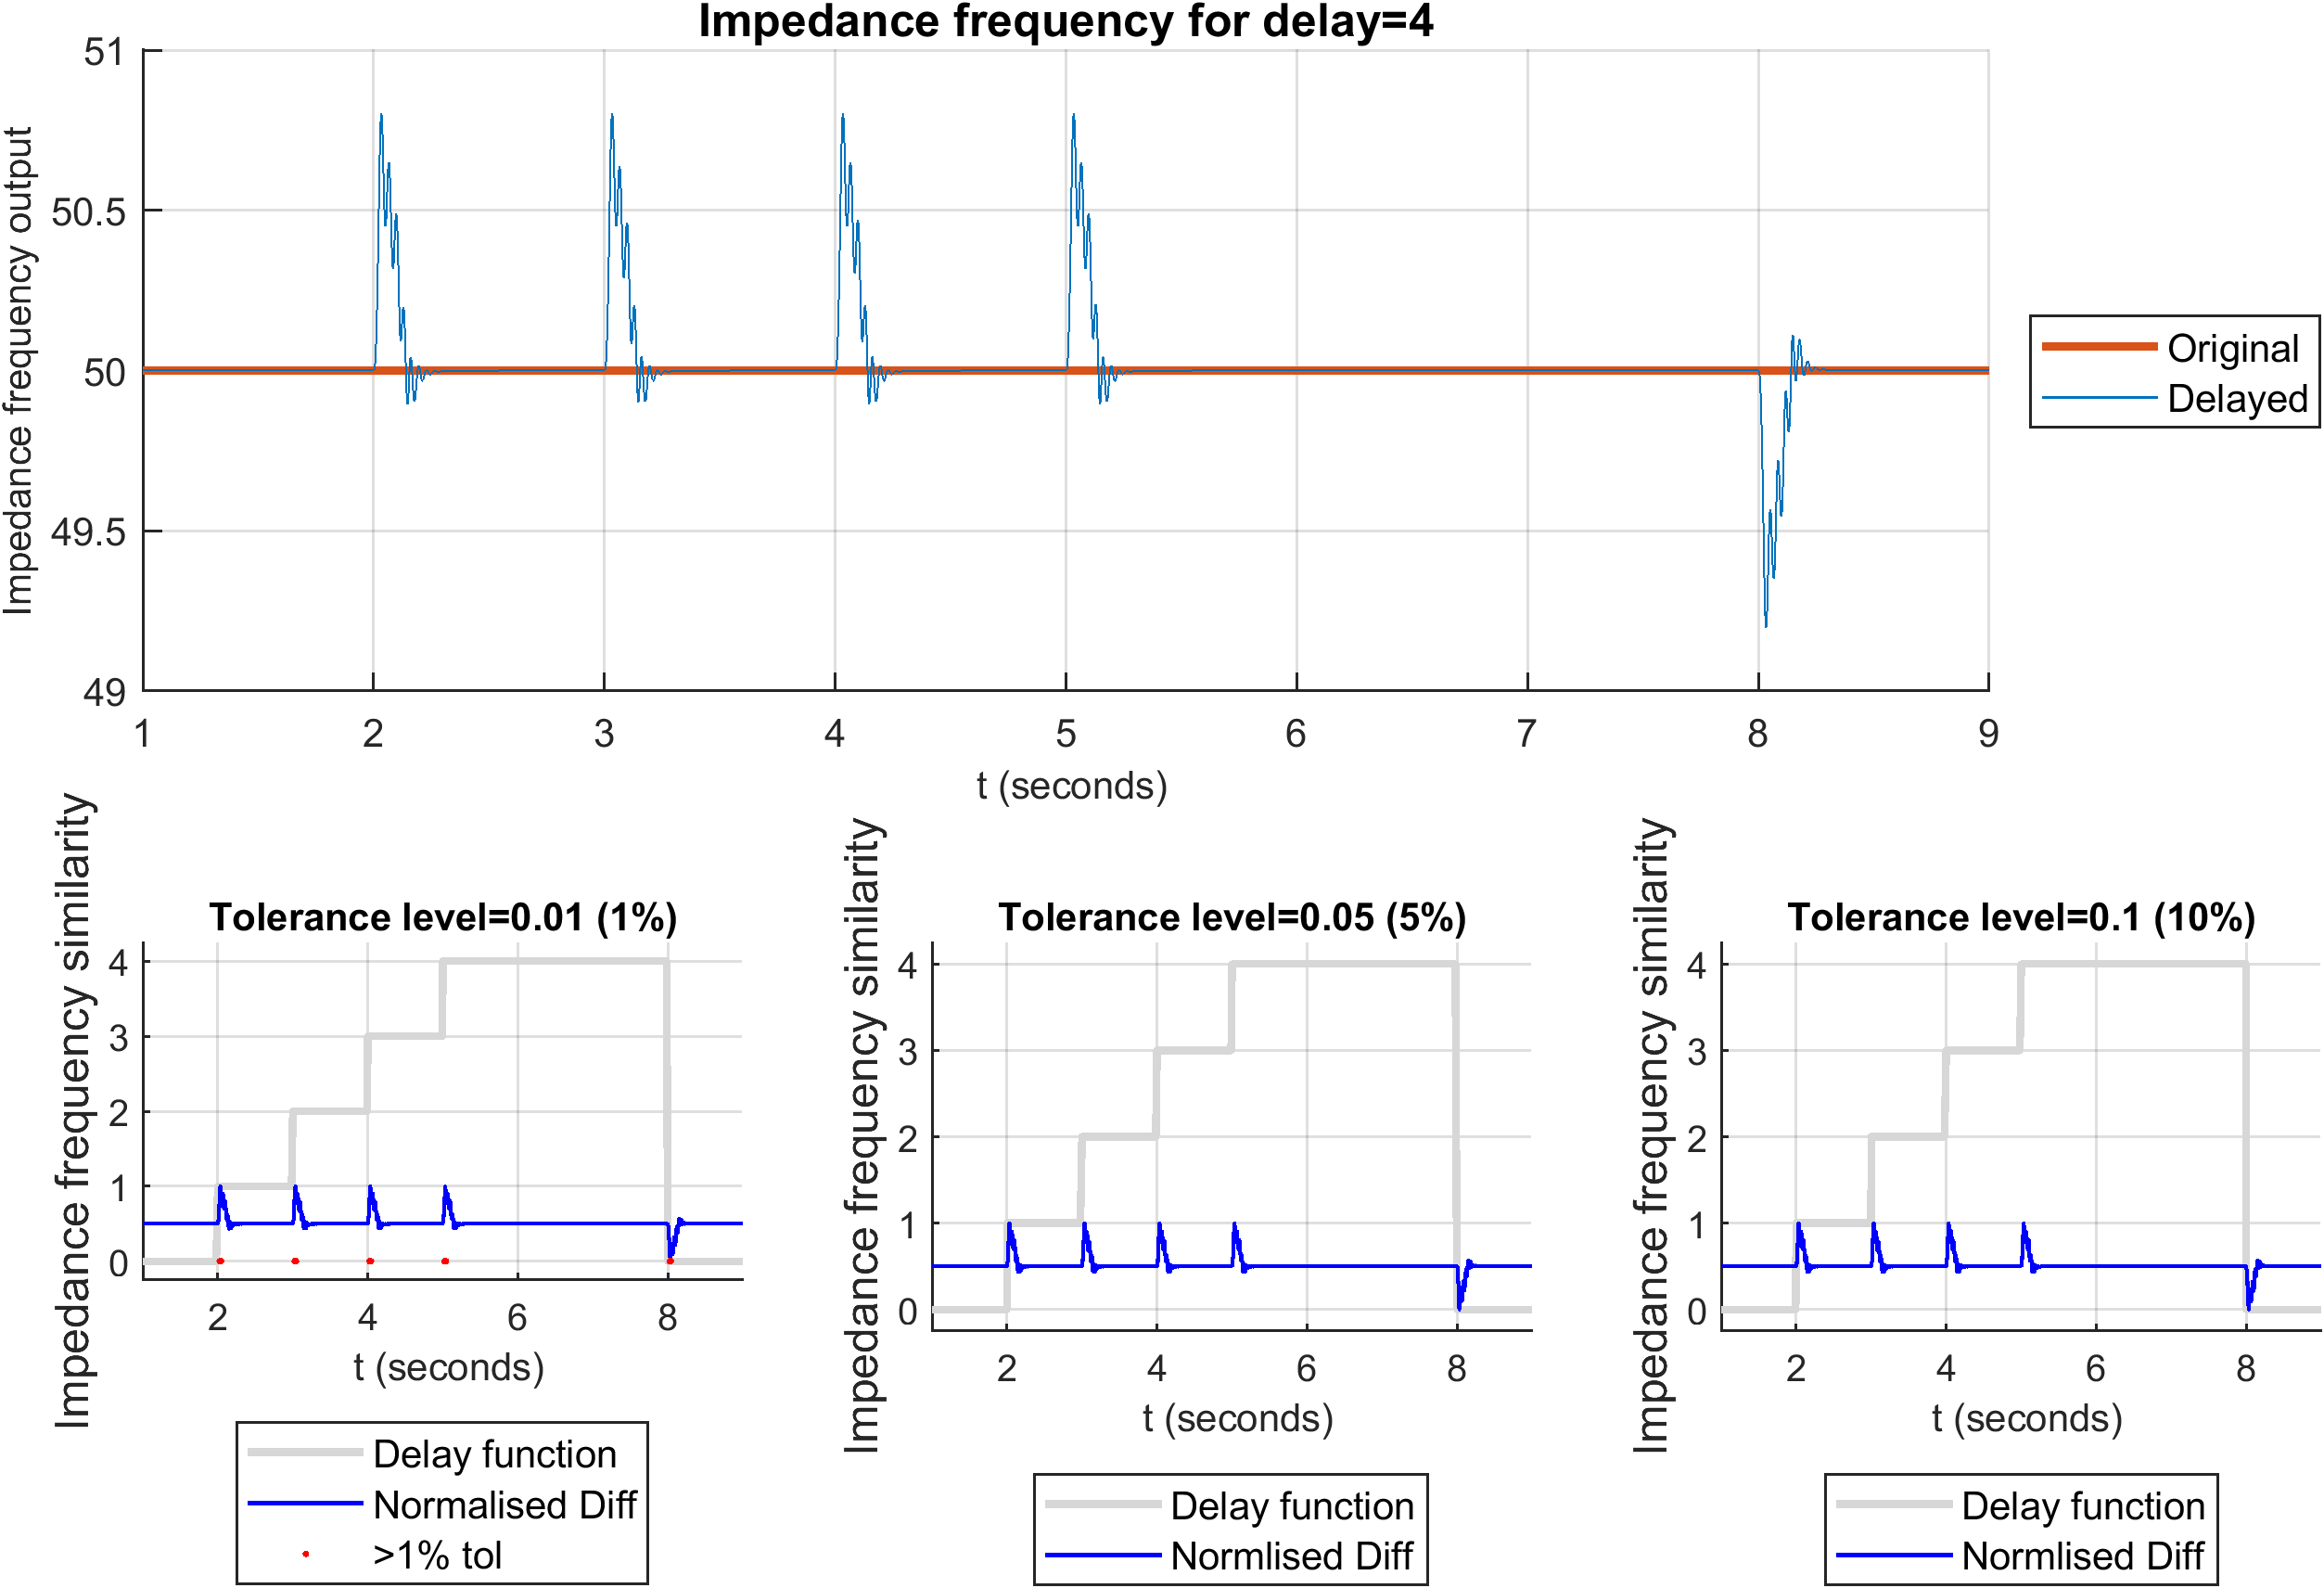 Impedance frequency for delay=4
Impedance frequency output
51
50.5
50
49.5
49
1 2 3 4 5 6 7 8 9
t (seconds)
Original
Delayed
Tolerance level=0.01 (1%)
Impedance frequency similarity
4
3
2
1
0
2 4 6 8
t (seconds)
Delay function
Normalised Diff
>1% tol
Tolerance level=0.05 (5%)
Impedance frequency similarity
4
3
2
1
0
2 4 6 8
t (seconds)
Delay function
Normlised Diff
Tolerance level=0.1 (10%)
Impedance frequency similarity
4
3
2
1
0
2 4 6 8
t (seconds)
Delay function
Normlised Diff